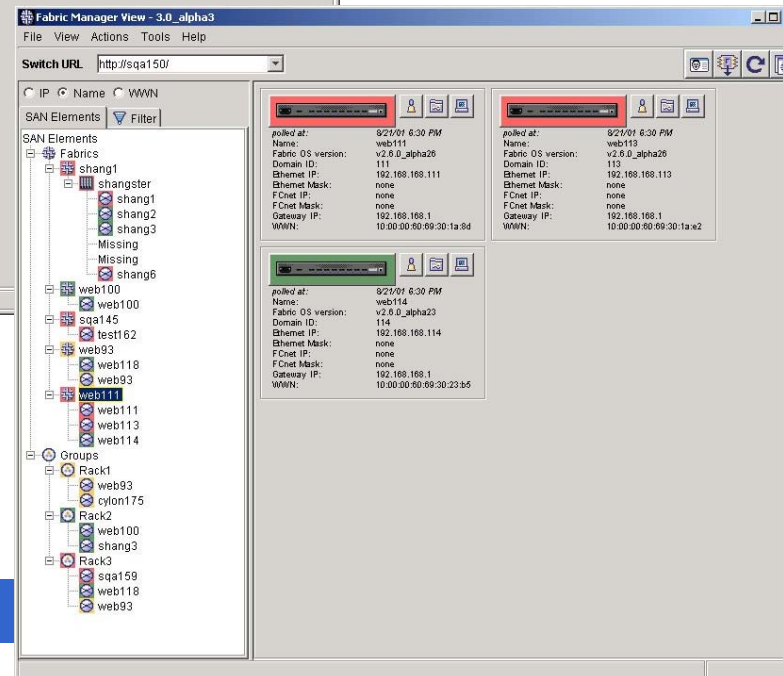 Fabric Manager View - 3.0_alpha3
File View Actions Tools Help
Switch URL http://sqa150/
IP Name WWN
SAN Elements Filter
SAN Elements
Fabrics
shang1
shangster
shang1
shang2
shang3
Missing
Missing
shang6
web100
web100
sqa145
test162
web93
web118
web93
web111
web111
web113
web114
Groups
Rack1
web93
cylon175
Rack2
web100
shang3
Rack3
sqa159
web118
web93
polled at: 8/21/01 6:30 PM
Name: web111
Fabric OS version: v2.6.0_alpha26
Domain ID: 111
Ethernet IP: 192.168.168.111
Ethernet Mask: none
FCnet IP: none
FCnet Mask: none
Gateway IP: 192.168.168.1
WWN: 10:00:00:60:69:30:1a:8d
polled at: 8/21/01 6:30 PM
Name: web113
Fabric OS version: v2.6.0_alpha26
Domain ID: 113
Ethernet IP: 192.168.168.113
Ethernet Mask: none
FCnet IP: none
FCnet Mask: none
Gateway IP: 192.168.168.1
WWN: 10:00:00:60:69:30:1a:e2
polled at: 8/21/01 6:30 PM
Name: web114
Fabric OS version: v2.6.0_alpha23
Domain ID: 114
Ethernet IP: 192.168.168.114
Ethernet Mask: none
FCnet IP: none
FCnet Mask: none
Gateway IP: 192.168.168.1
WWN: 10:00:00:60:69:30:23:b5